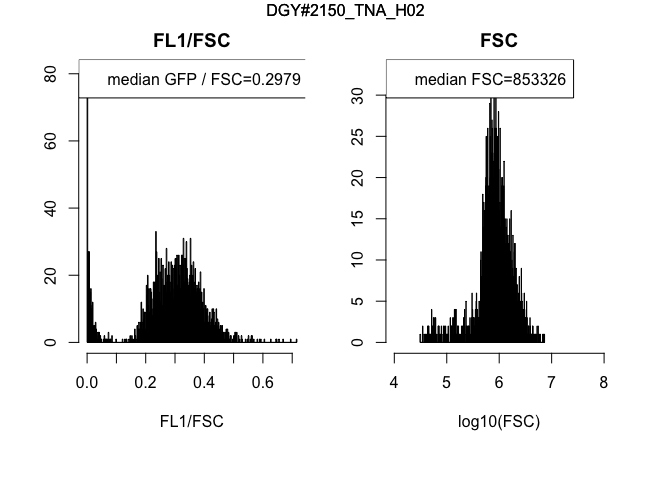 DGY#2150_TNA_H02
FL1/FSC
median GFP / FSC=0.2979
80
60
40
20
0
0.0 0.2 0.4 0.6
FL1/FSC
FSC
median FSC=853326
30
25
20
15
10
5
0
4 5 6 7 8
log10(FSC)